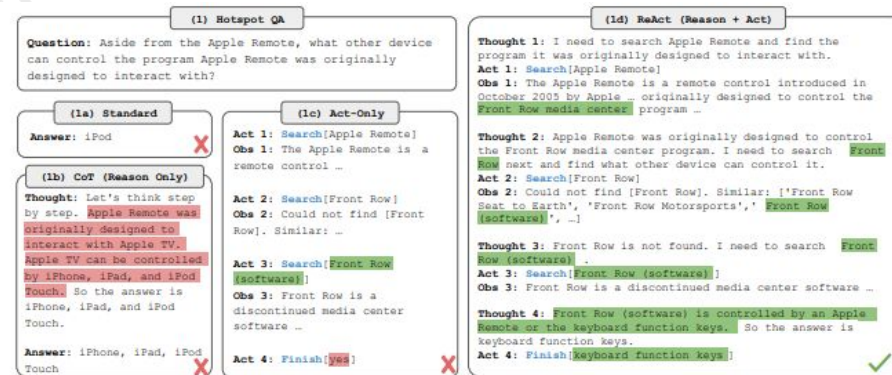 (1) Hotspot QA
Question: Aside from the Apple Remote, what other device
can control the program Apple Remote was originally
designed to interact with?
(1a) Standard
Answer: iPod
(1b) CoT (Reason Only)
Thought: Let's think step
by step. Apple Remote was
originally designed to
interact with Apple TV.
Apple TV can be controlled
by iPhone, iPad, and iPod
Touch. So the answer is
iPhone, iPad, and iPod
Touch.
Answer: iPhone, iPad, iPod
Touch
(1c) Act-Only
Act 1: Search[Apple Remote]
Obs 1: The Apple Remote is a
remote control …
Act 2: Search[Front Row]
Obs 2: Could not find [Front
Row]. Similar: …
Act 3: Search[Front Row
(software)]
Obs 3: Front Row is a
discontinued media center
software …
Act 4: Finish[yes]
(1d) ReAct (Reason + Act)
Thought 1: I need to search Apple Remote and find the
program it was originally designed to interact with.
Act 1: Search[Apple Remote]
Obs 1: The Apple Remote is a remote control introduced in
October 2005 by Apple … originally designed to control the
Front Row media center program …
Thought 2: Apple Remote was originally designed to control
the Front Row media center program. I need to search Front
Row next and find what other device can control it.
Act 2: Search[Front Row]
Obs 2: Could not find [Front Row]. Similar: ['Front Row
Seat to Earth', 'Front Row Motorsports',' Front Row
(software)', …]
Thought 3: Front Row is not found. I need to search Front
Row (software) .
Act 3: Search[Front Row (software)]
Obs 3: Front Row is a discontinued media center software …
Thought 4: Front Row (software) is controlled by an Apple
Remote or the keyboard function keys. So the answer is
keyboard function keys.
Act 4: Finish[keyboard function keys]